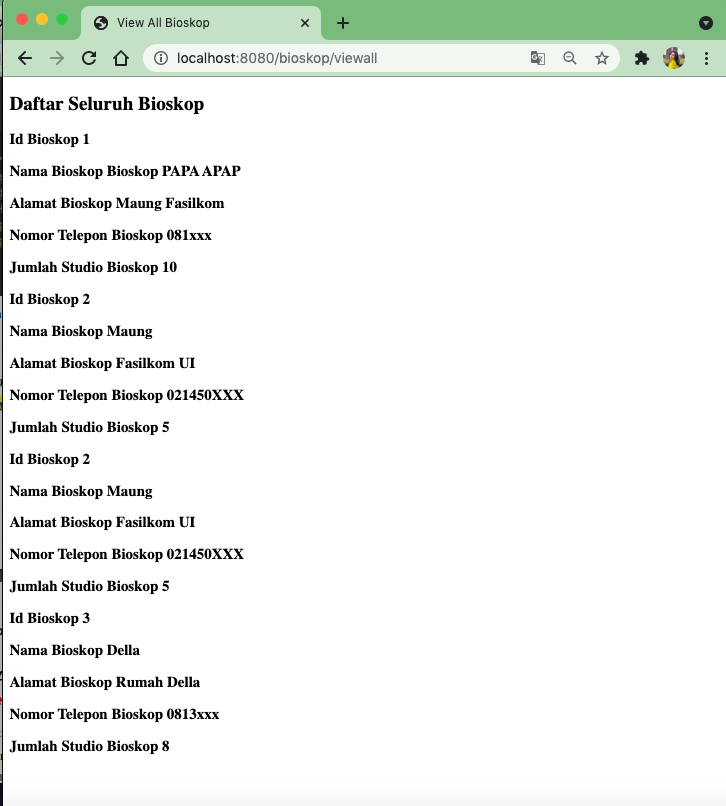 View All Bioskop
localhost:8080/bioskop/viewall
Daftar Seluruh Bioskop
Id Bioskop 1
Nama Bioskop Bioskop PAPA APAP
Alamat Bioskop Maung Fasilkom
Nomor Telepon Bioskop 081xxx
Jumlah Studio Bioskop 10
Id Bioskop 2
Nama Bioskop Maung
Alamat Bioskop Fasilkom UI
Nomor Telepon Bioskop 021450XXX
Jumlah Studio Bioskop 5
Id Bioskop 2
Nama Bioskop Maung
Alamat Bioskop Fasilkom UI
Nomor Telepon Bioskop 021450XXX
Jumlah Studio Bioskop 5
Id Bioskop 3
Nama Bioskop Della
Alamat Bioskop Rumah Della
Nomor Telepon Bioskop 0813xxx
Jumlah Studio Bioskop 8